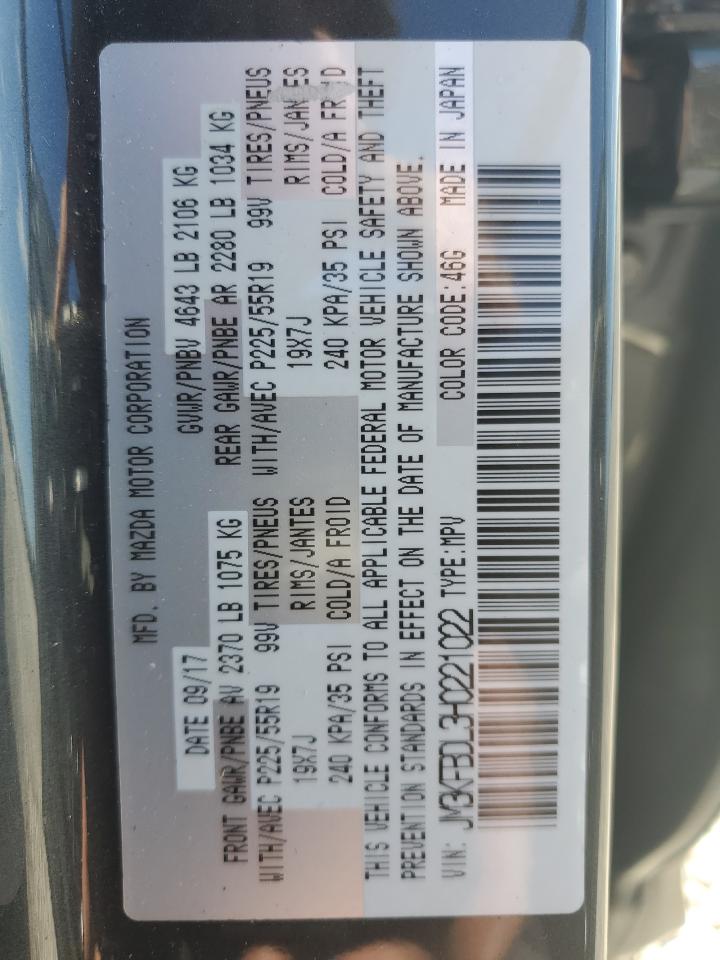 MFD. BY MAZDA MOTOR CORPORATION
DATE 09/17 GVWR/PNBV 4643 LB 2106 KG
FRONT GAWR/PNBE AV 2370 LB 1075 KG REAR GAWR/PNBE AR 2280 LB 1034 KG
WITH/AVEC P225/55R19 99V TIRES/PNEUS WITH/AVEC P225/55R19 99V TIRES/PNEUS
19X7J RIMS/JANTES 19X7J RIMS/JANTES
240 KPA/35 PSI COLD/A FROID 240 KPA/35 PSI COLD/A FROID
THIS VEHICLE CONFORMS TO ALL APPLICABLE FEDERAL MOTOR VEHICLE SAFETY AND THEFT
PREVENTION STANDARDS IN EFFECT ON THE DATE OF MANUFACTURE SHOWN ABOVE.
VIN: JM3KFBDL3H0221022 TYPE:MPV COLOR CODE:46G MADE IN JAPAN